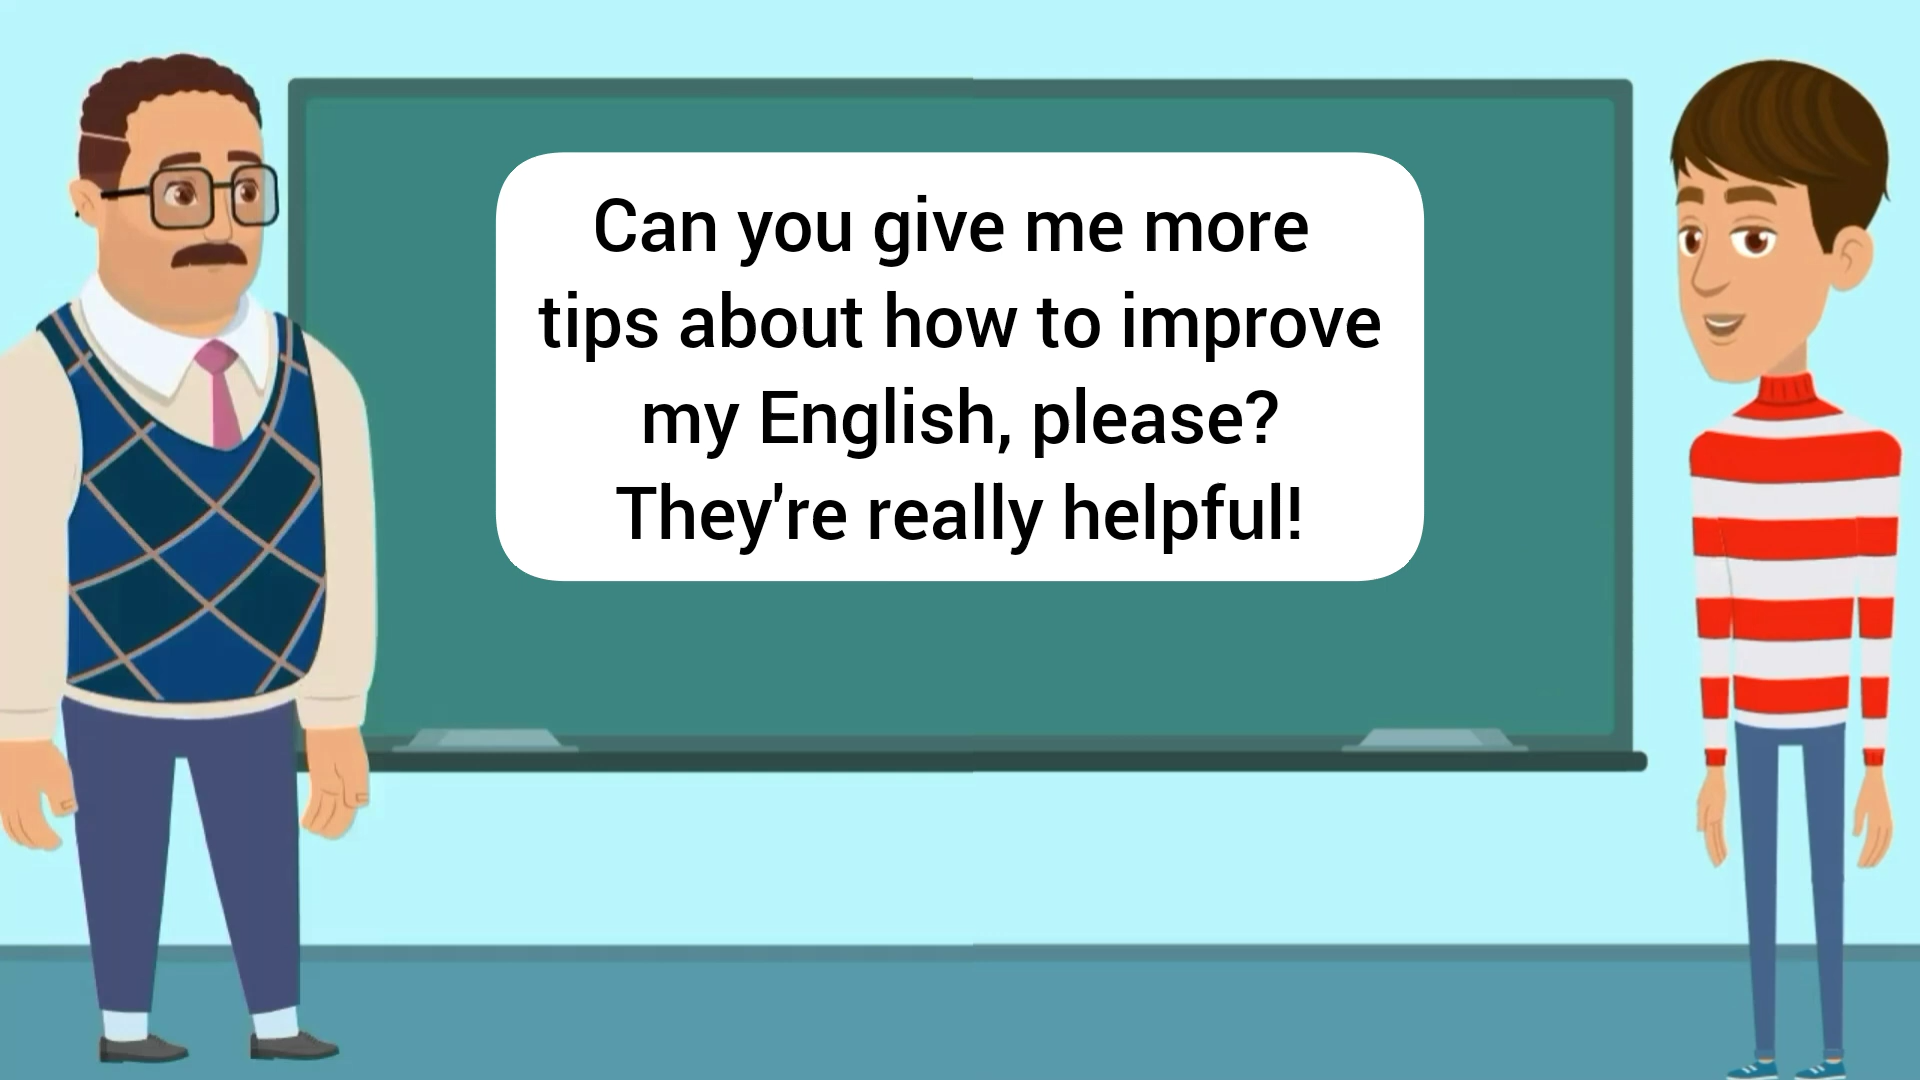 Can you give me more
tips about how to improve
my English, please?
They're really helpful!